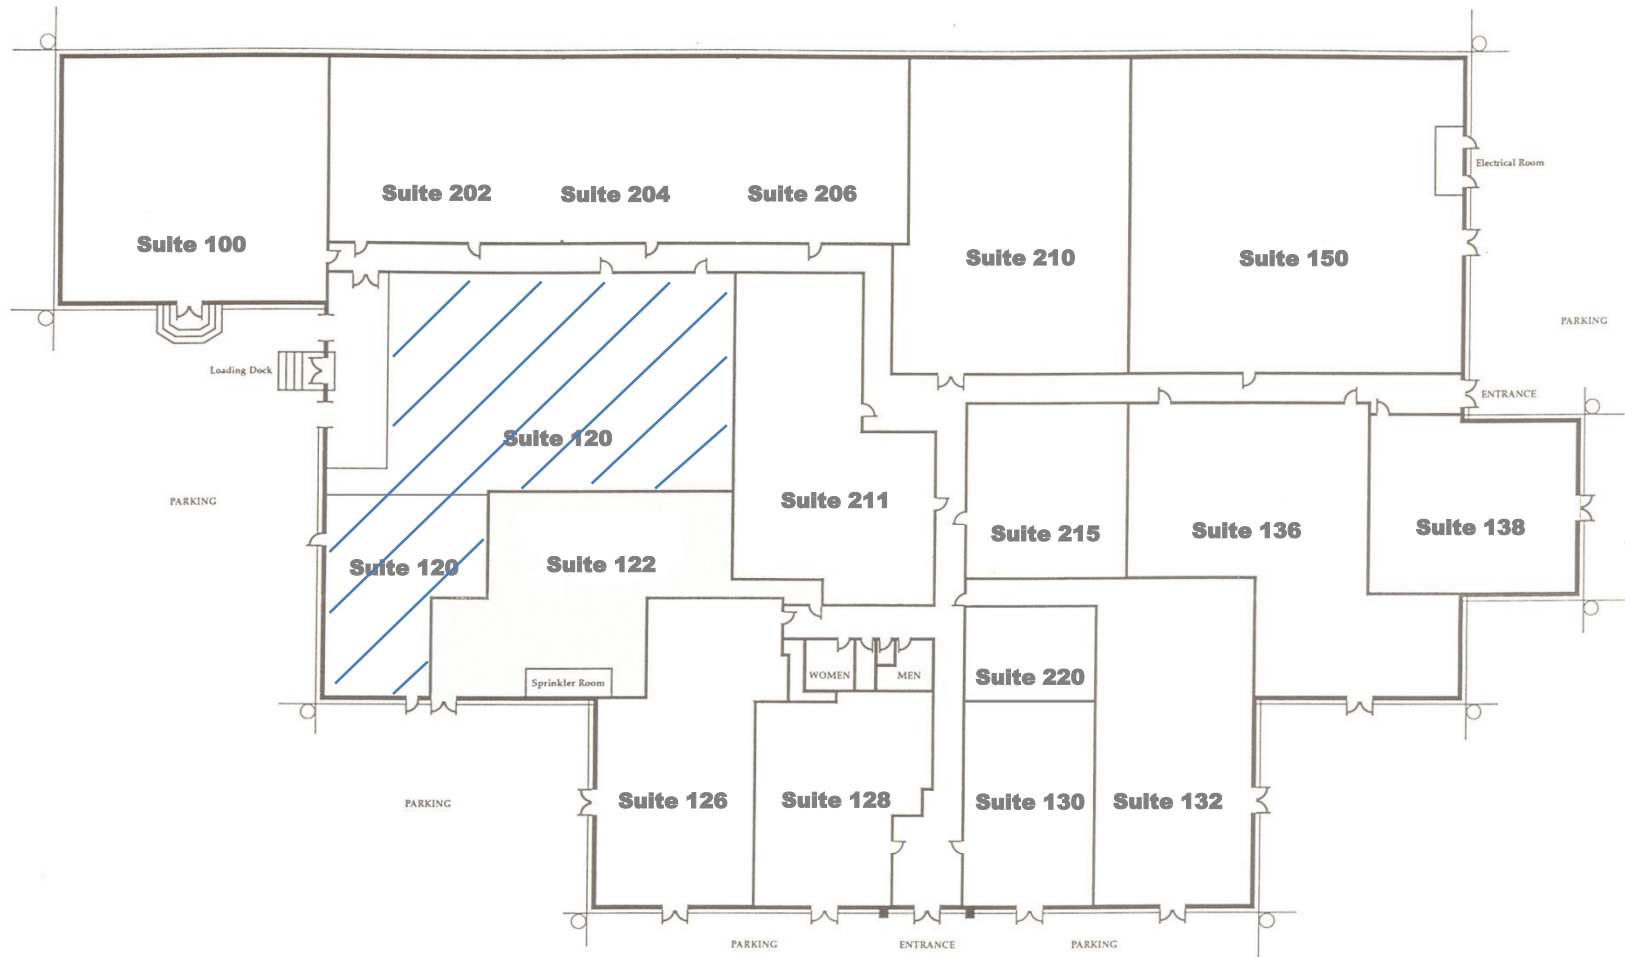 Electrical Room
Suite 202
Suite 204
Suite 206
Suite 100
Suite 210
Suite 150
PARKING
Loading Dock
ENTRANCE
Suite 120
PARKING
Suite 211
Suite 215
Suite 136
Suite 138
Suite 120
Suite 122
WOMEN
MEN
Suite 220
Sprinkler Room
PARKING
Suite 126
Suite 128
Suite 130
Suite 132
PARKING
ENTRANCE
PARKING